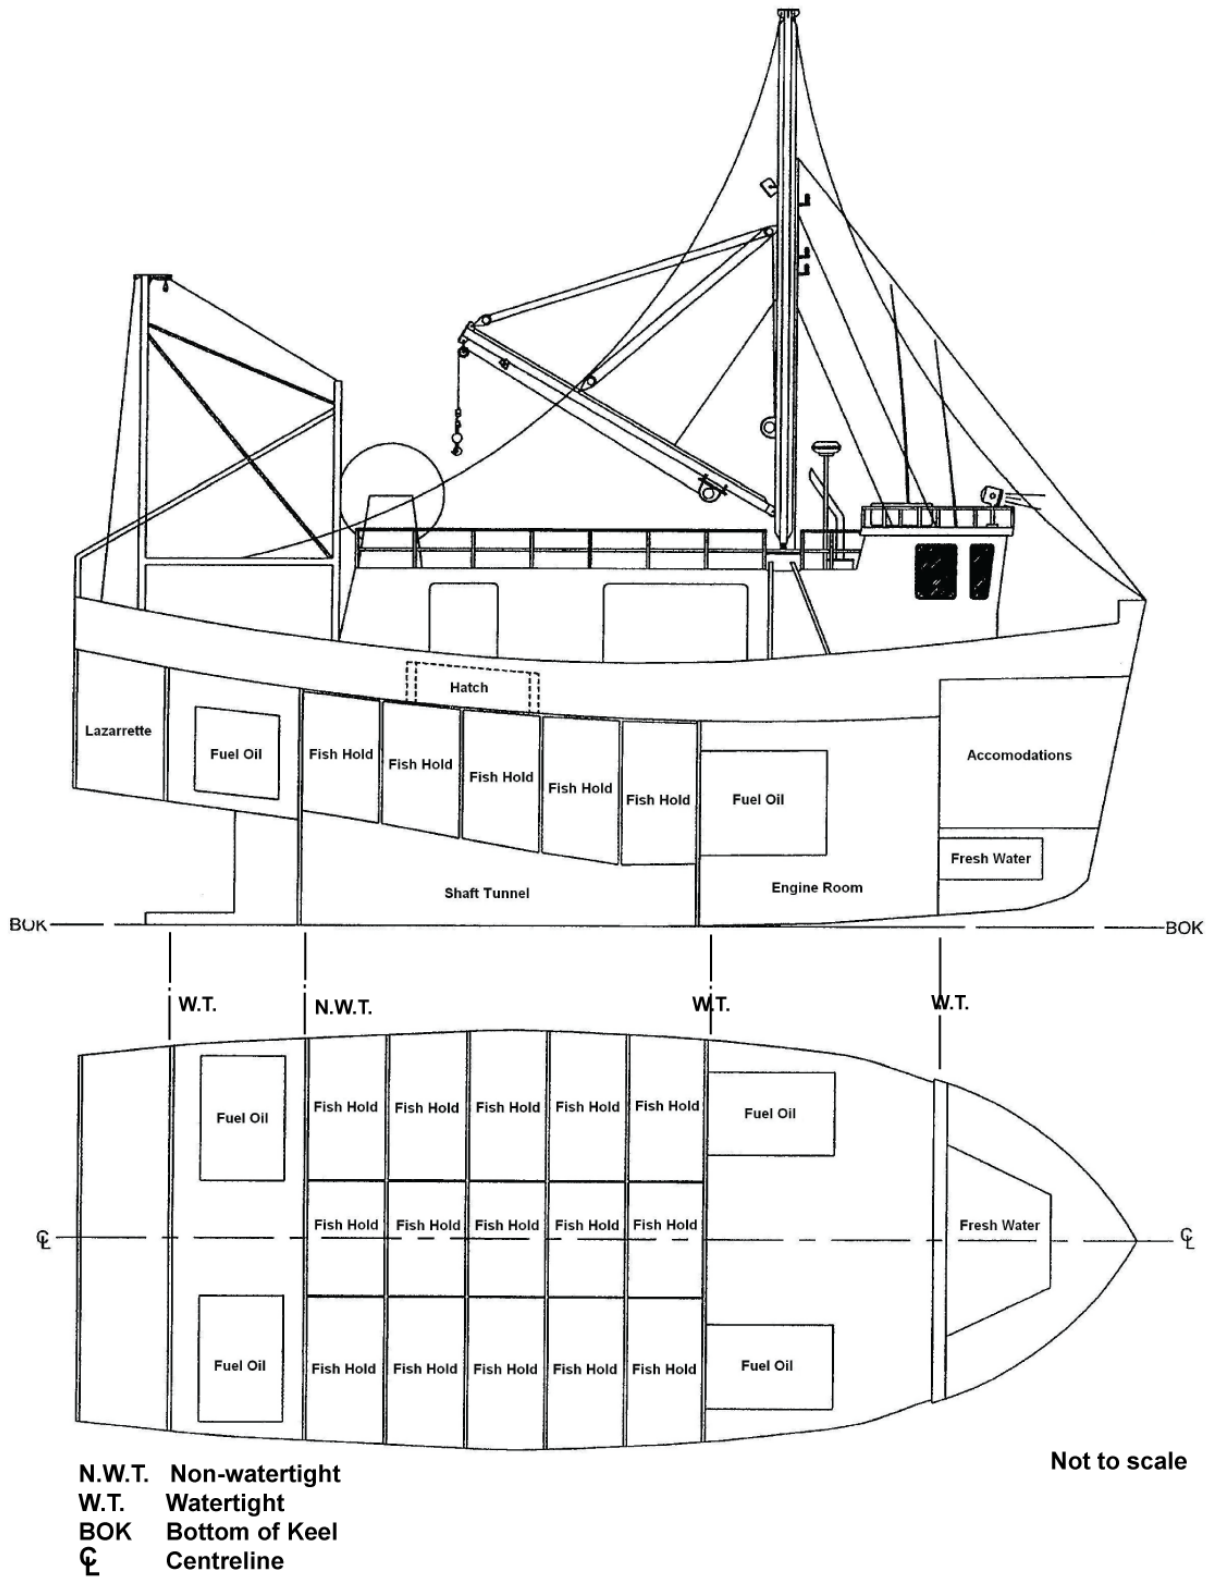 Hatch
Lazarrette
Fuel Oil
Fish Hold
Fish Hold
Fish Hold
Fish Hold
Fish Hold
Fuel Oil
Accomodations
Fresh Water
Engine Room
Shaft Tunnel
BOK
BOK
W.T.
N.W.T.
W.T.
W.T.
Fuel Oil
Fish Hold
Fish Hold
Fish Hold
Fish Hold
Fish Hold
Fuel Oil
℄
Fish Hold
Fish Hold
Fish Hold
Fish Hold
Fish Hold
Fresh Water
℄
Fuel Oil
Fish Hold
Fish Hold
Fish Hold
Fish Hold
Fish Hold
Fuel Oil
Not to scale
N.W.T. Non-watertight
W.T. Watertight
BOK Bottom of Keel
℄ Centreline